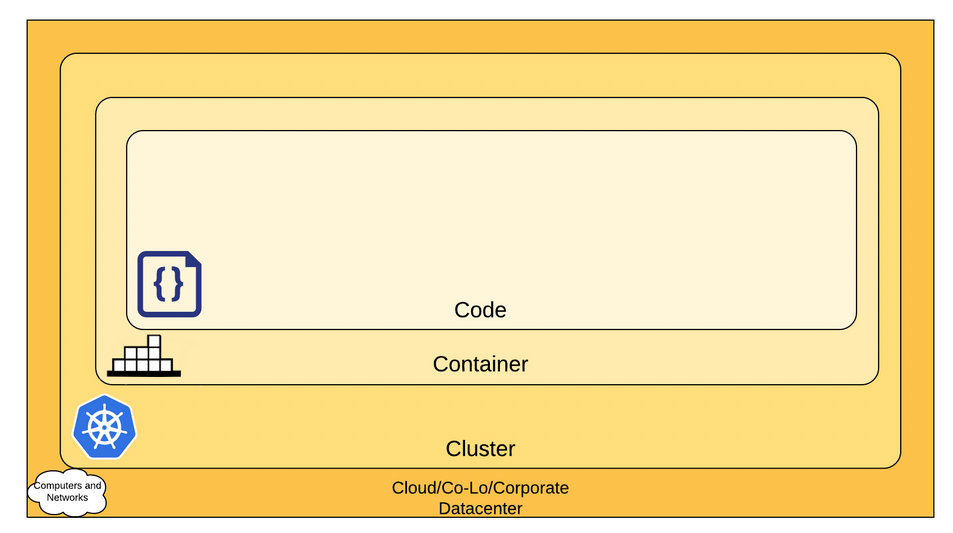 {}
Code
Container
Cluster
Computers and
Networks
Cloud/Co-Lo/Corporate
Datacenter